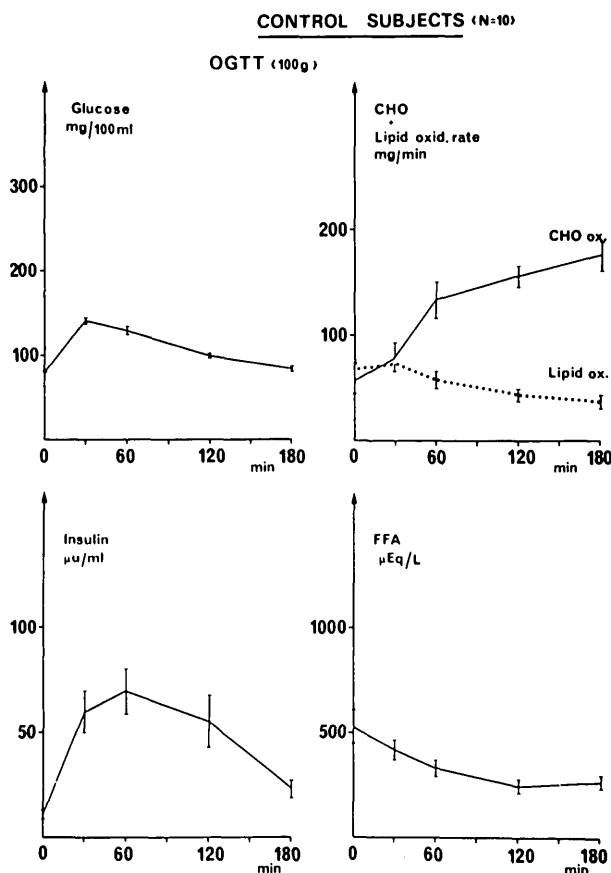 CONTROL SUBJECTS (N=10)
OGTT (100g)
Glucose
mg/100ml
300
200
100
0 60 120 180
min
CHO
+
Lipid oxid. rate
mg/min
200
100
0 60 120 180
min
CHO ox.
Lipid ox.
Insulin
μu/ml
100
50
0 60 120 180
min
FFA
μEq/L
1000
500
0 60 120 180
min